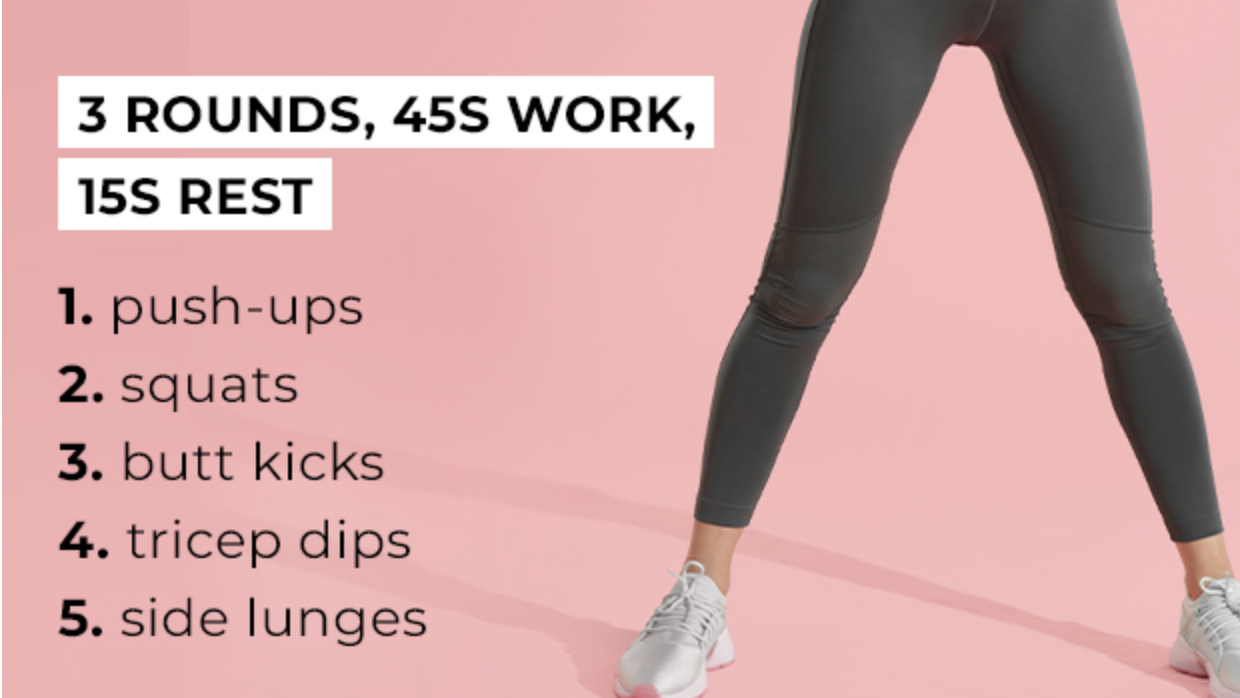 3 ROUNDS, 45S WORK,
15S REST
1. push-ups
2. squats
3. butt kicks
4. tricep dips
5. side lunges